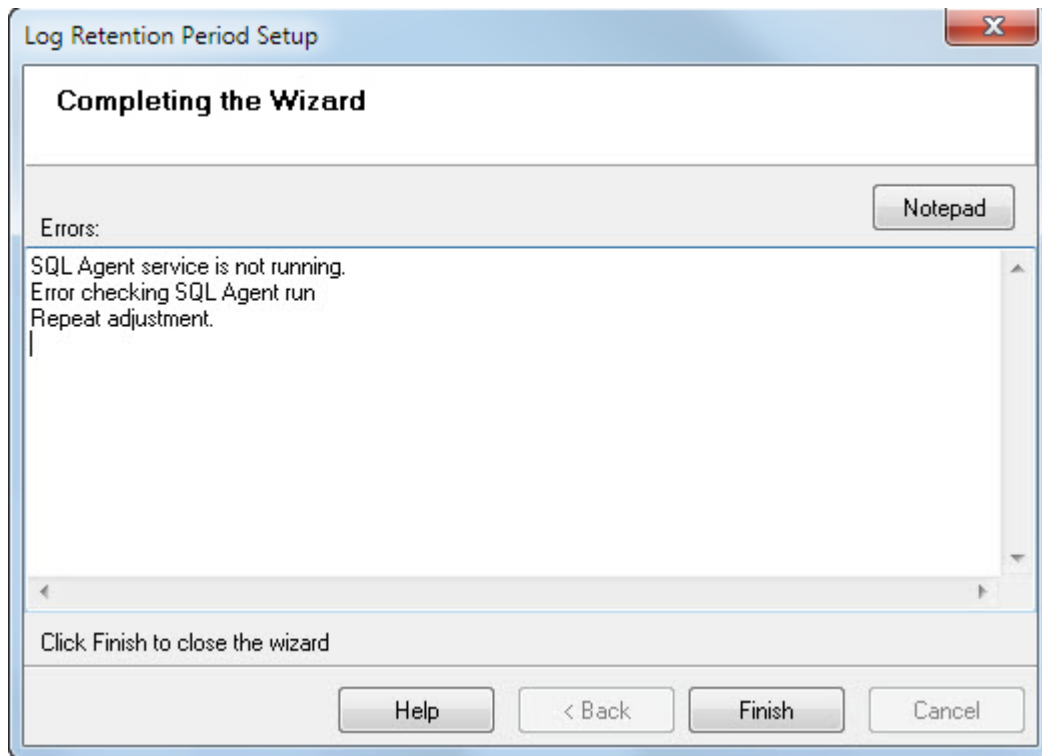 Log Retention Period Setup
Completing the Wizard
Notepad
Errors:
SQL Agent service is not running.
Error checking SQL Agent run
Repeat adjustment.
Click Finish to close the wizard
Help
< Back
Finish
Cancel